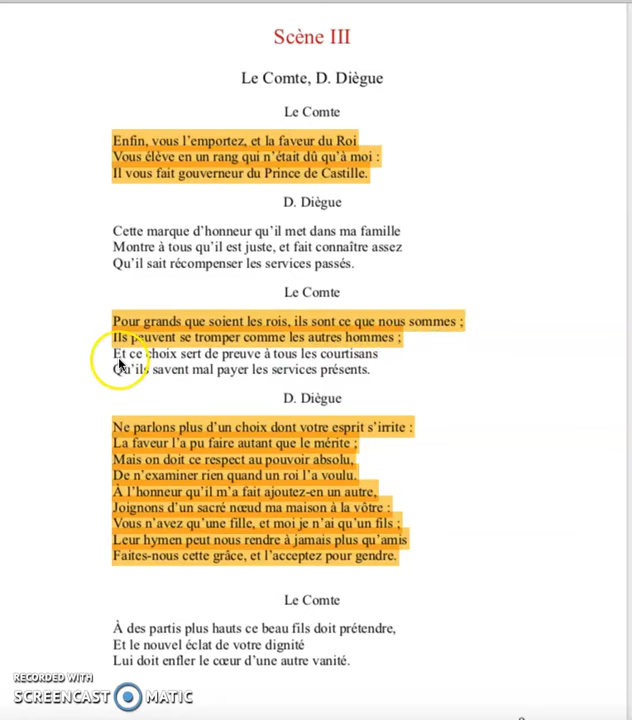 Scène III
Le Comte, D. Diègue
Le Comte
Enfin, vous l'emportez, et la faveur du Roi
Vous élève en un rang qui n'était dû qu'à moi :
Il vous fait gouverneur du Prince de Castille.
D. Diègue
Cette marque d'honneur qu'il met dans ma famille
Montre à tous qu'il est juste, et fait connaître assez
Qu'il sait récompenser les services passés.
Le Comte
Pour grands que soient les rois, ils sont ce que nous sommes ;
Ils peuvent se tromper comme les autres hommes ;
Et ce choix sert de preuve à tous les courtisans
Qu'ils savent mal payer les services présents.
D. Diègue
Ne parlons plus d'un choix dont votre esprit s'irrite :
La faveur l'a pu faire autant que le mérite ;
Mais on doit ce respect au pouvoir absolu,
De n'examiner rien quand un roi l'a voulu.
À l'honneur qu'il m'a fait ajoutez-en un autre,
Joignons d'un sacré nœud ma maison à la vôtre :
Vous n'avez qu'une fille, et moi je n'ai qu'un fils ;
Leur hymen peut nous rendre à jamais plus qu'amis
Faites-nous cette grâce, et l'acceptez pour gendre.
Le Comte
À des partis plus hauts ce beau fils doit prétendre,
Et le nouvel éclat de votre dignité
Lui doit enfler le cœur d'une autre vanité.
RECORDED WITH
SCREENCAST MATIC